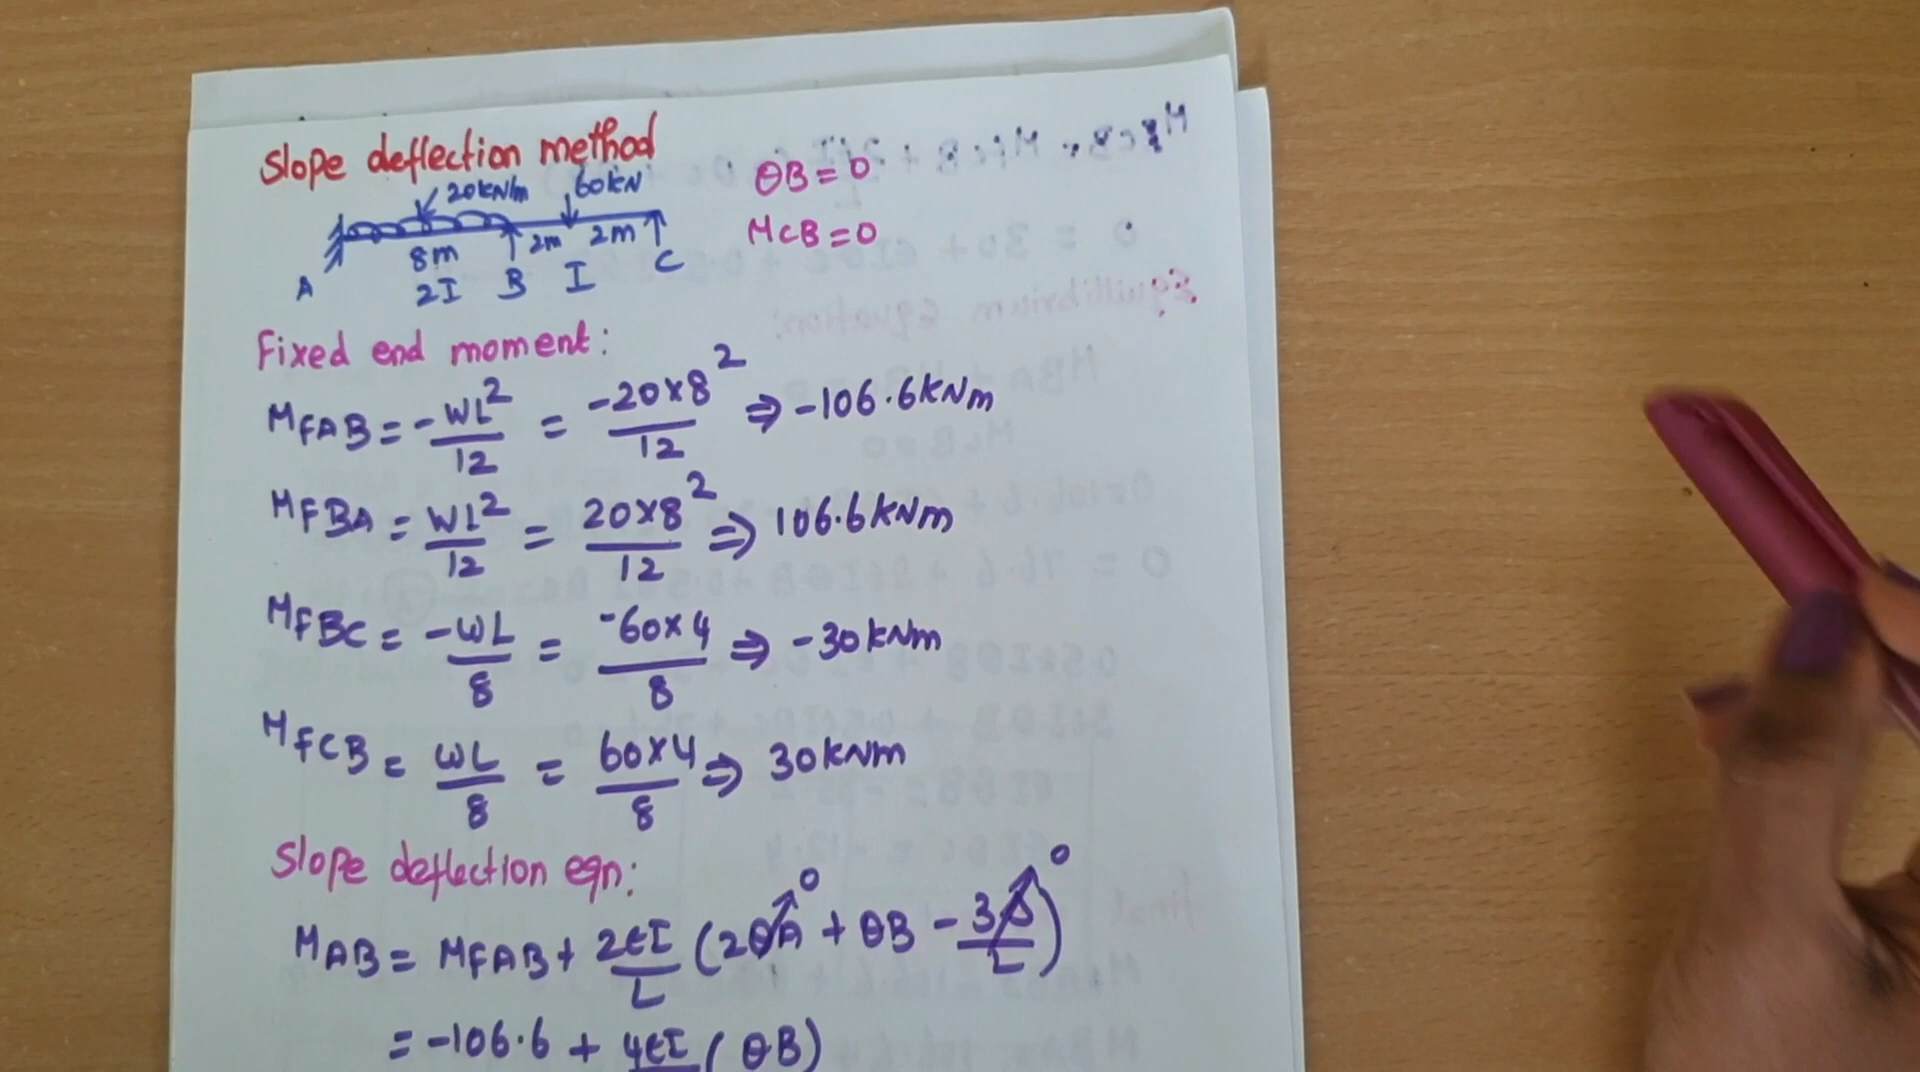 Slope deflection method
20kN/m 60kN
8m 2m 2m
A 2I B I C
θB = 0
MCB = 0
Fixed end moment:
MFAB = -WL²/12 = -20×8²/12 ⇒ -106.6kNm
MFBA = WL²/12 = 20×8²/12 ⇒ 106.6kNm
MFBC = -WL/8 = -60×4/8 ⇒ -30kNm
MFCB = WL/8 = 60×4/8 ⇒ 30kNm
Slope deflection eqn:
MAB = MFAB + 2EI/L (2θA↗0 + θB - 3Δ/L↗0)
= -106.6 + 4EI (θB)